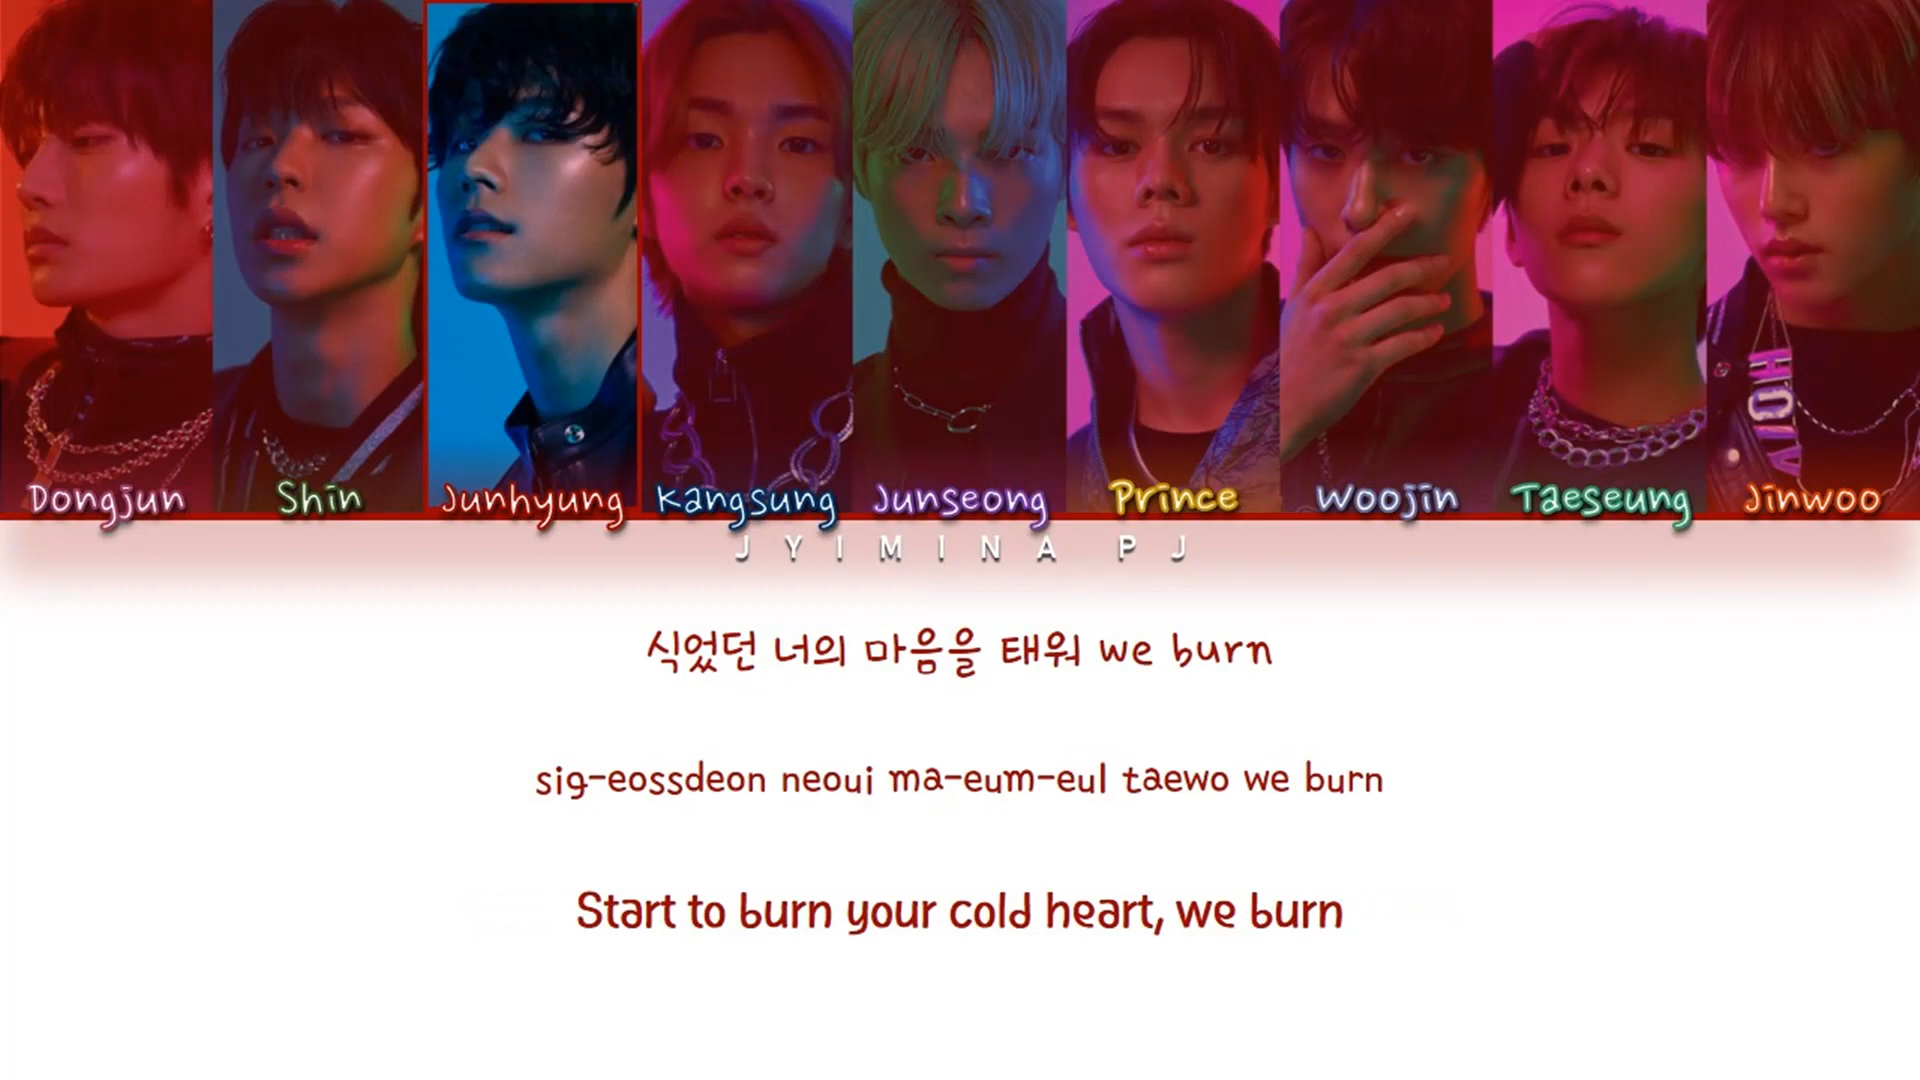 Dongjun Shin Junhyung Kangsung Junseong Prince Woojin Taeseung Jinwoo
JYIMINA PJ
식었던 너의 마음을 태워 we burn
sig-eossdeon neoui ma-eum-eul taewo we burn
Start to burn your cold heart, we burn